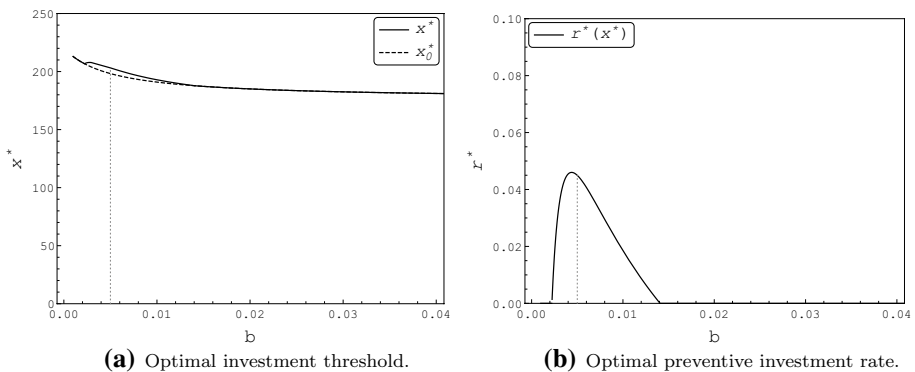 250
200
150
100
50
0
x*
x*
x₀*
0.00
0.01
0.02
0.03
0.04
b
(a) Optimal investment threshold.
0.10
0.08
0.06
0.04
0.02
0.00
r*
r*(x*)
0.00
0.01
0.02
0.03
0.04
b
(b) Optimal preventive investment rate.